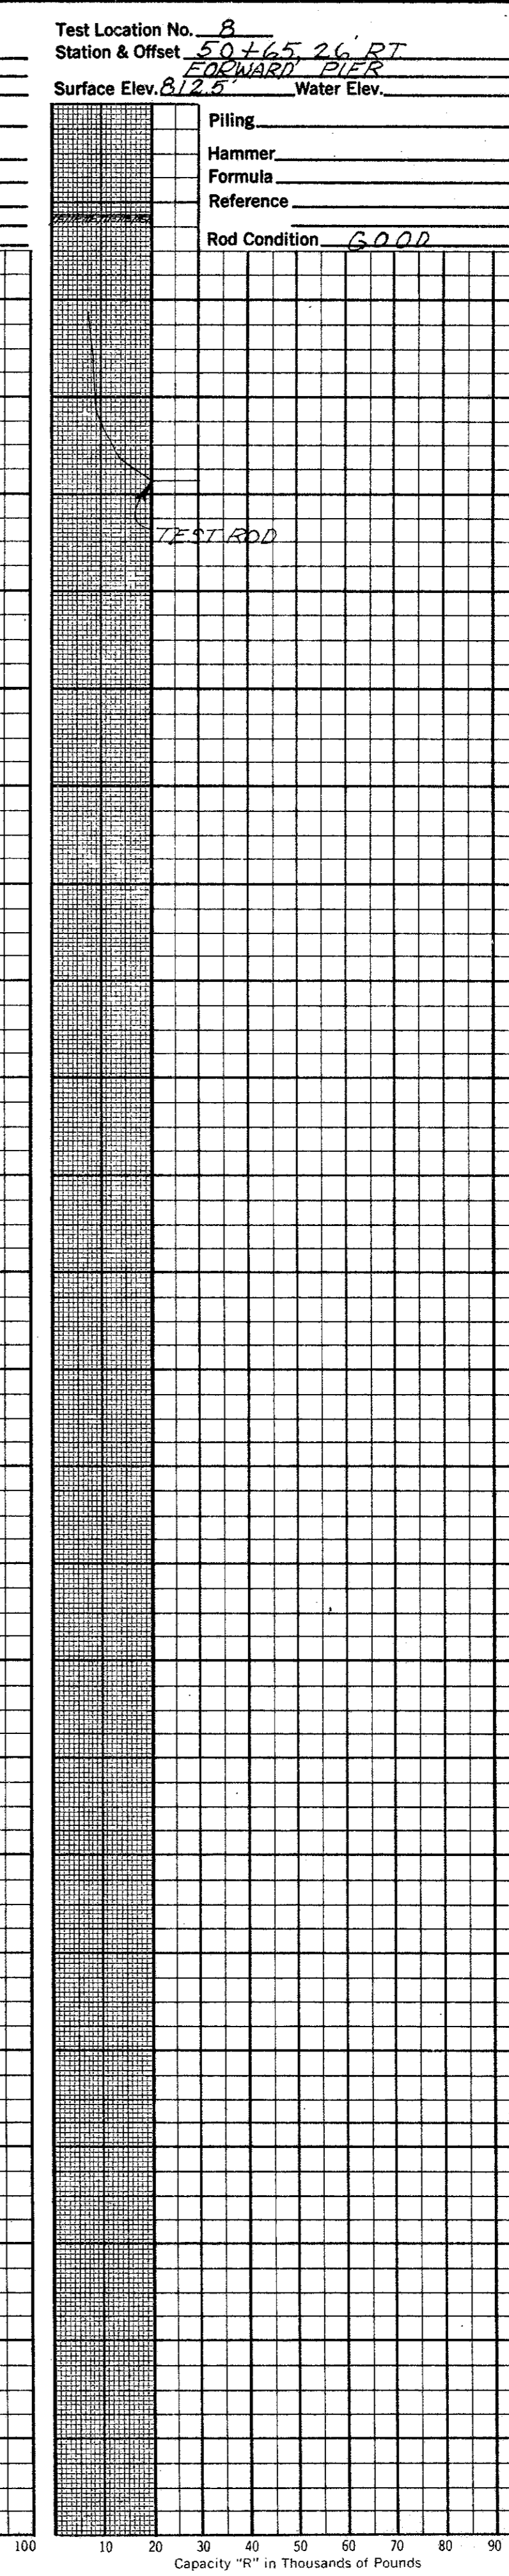 Test Location No. 8
Station & Offset 50+65, 26' RT
FORWARD PIER
Surface Elev. 812.5' Water Elev.
Piling
Hammer
Formula
Reference
Rod Condition GOOD
TEST ROD
100 10 20 30 40 50 60 70 80 90
Capacity "R" in Thousands of Pounds